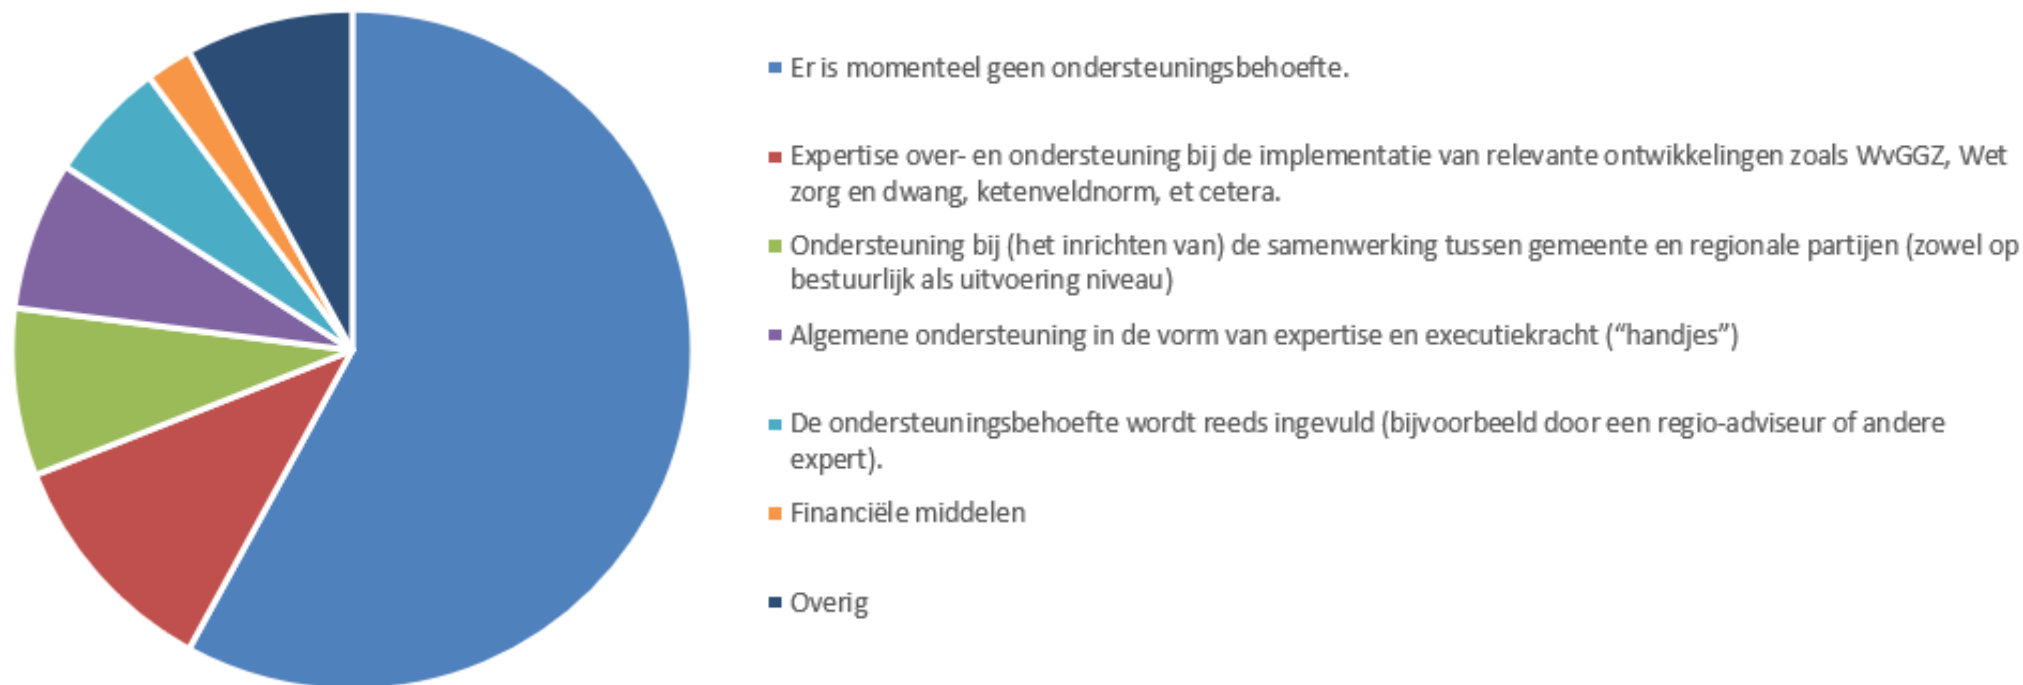 Er is momenteel geen ondersteuningsbehoefte.
Expertise over- en ondersteuning bij de implementatie van relevante ontwikkelingen zoals WvGGZ, Wet
zorg en dwang, ketenveldnorm, et cetera.
Ondersteuning bij (het inrichten van) de samenwerking tussen gemeente en regionale partijen (zowel op
bestuurlijk als uitvoering niveau)
Algemene ondersteuning in de vorm van expertise en executiekracht (“handjes”)
De ondersteuningsbehoefte wordt reeds ingevuld (bijvoorbeeld door een regio-adviseur of andere
expert).
Financiële middelen
Overig